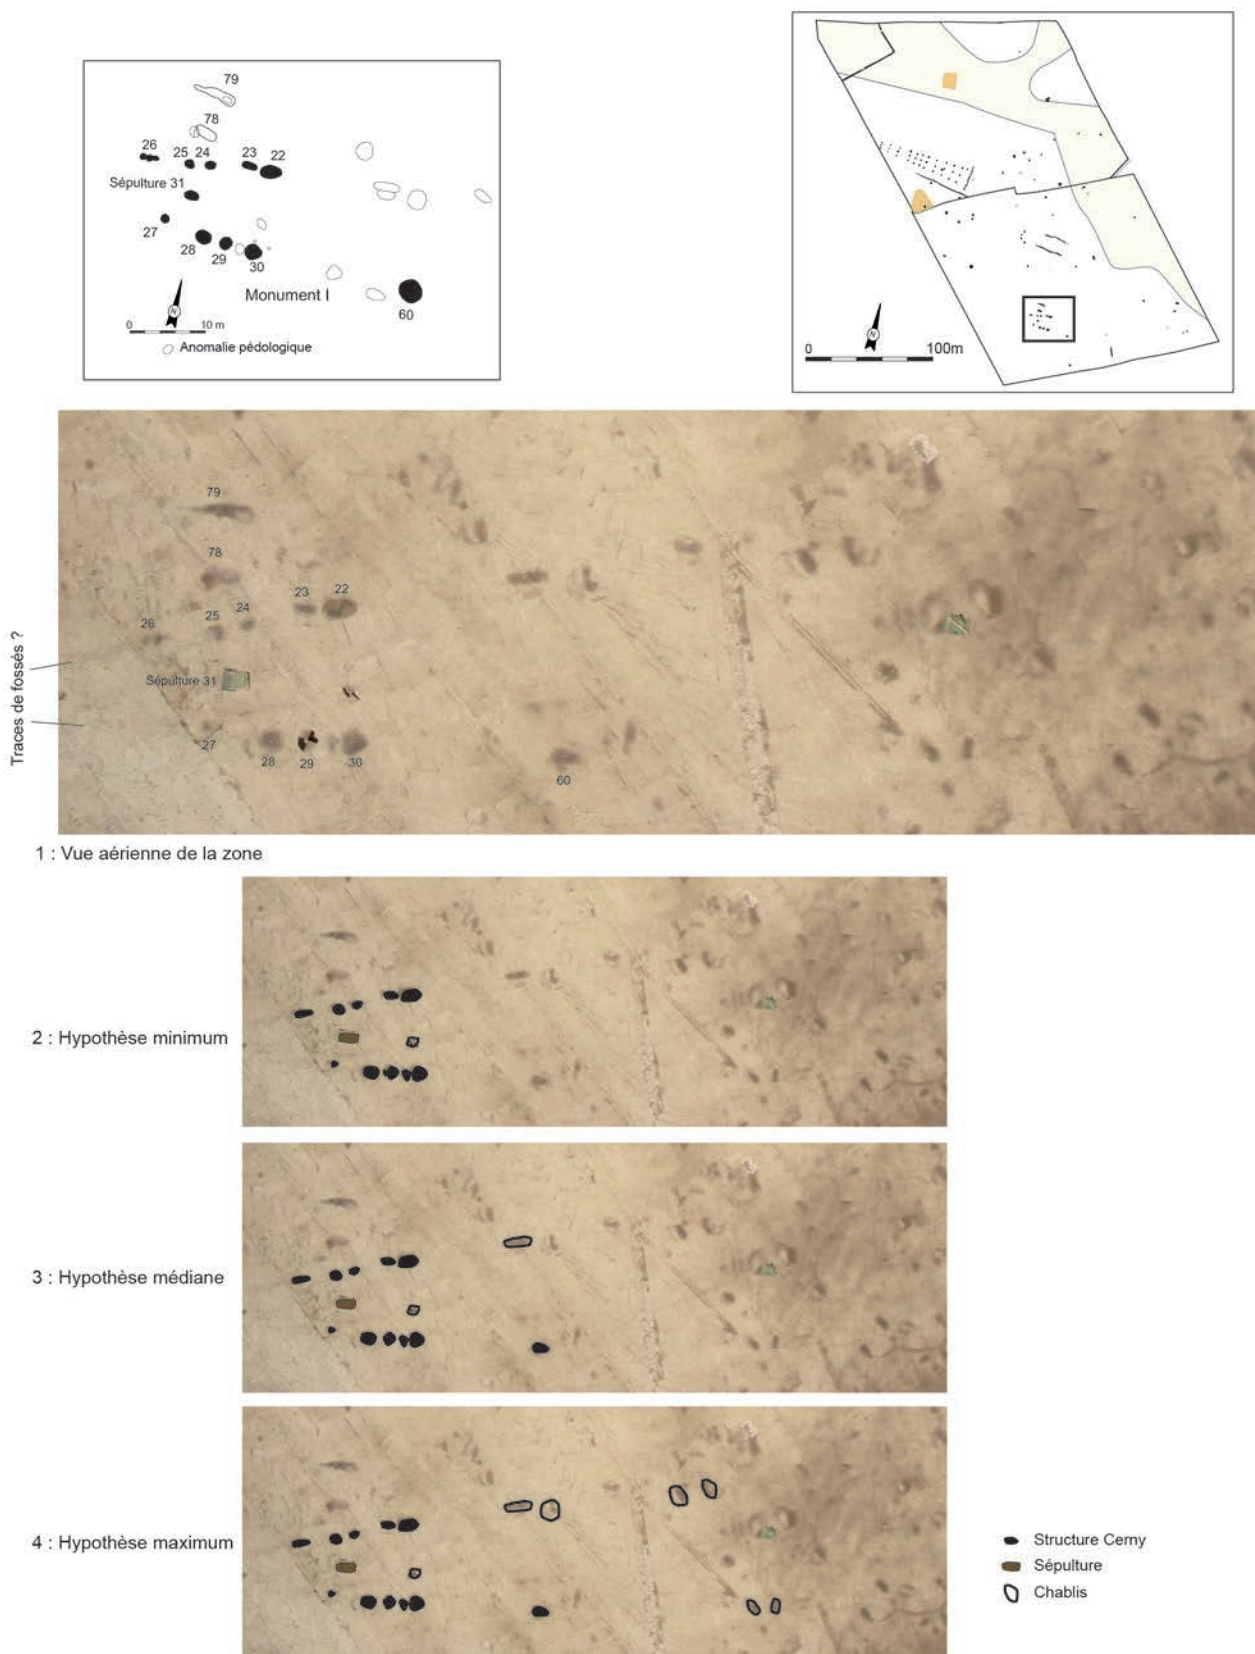 79
78
26
25
24
23
22
Sépulture 31
27
28
29
30
Monument I
60
N
0
10 m
Anomalie pédologique
N
0
100m
79
78
23
22
24
25
26
Sépulture 31
Traces de fossés ?
27
28
29
30
60
1 : Vue aérienne de la zone
2 : Hypothèse minimum
3 : Hypothèse médiane
4 : Hypothèse maximum
Structure Cerny
Sépulture
Chablis